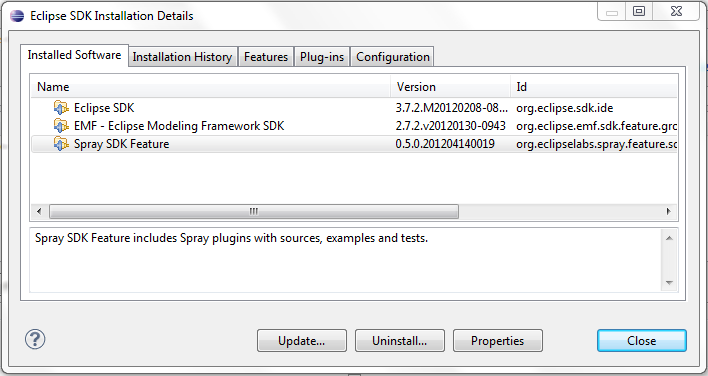 Eclipse SDK Installation Details
Installed Software Installation History Features Plug-ins Configuration
Name Version Id
Eclipse SDK 3.7.2.M20120208-08... org.eclipse.sdk.ide
EMF - Eclipse Modeling Framework SDK 2.7.2.v20120130-0943 org.eclipse.emf.sdk.feature.gro
Spray SDK Feature 0.5.0.201204140019 org.eclipselabs.spray.feature.sd
Spray SDK Feature includes Spray plugins with sources, examples and tests.
? Update... Uninstall... Properties Close